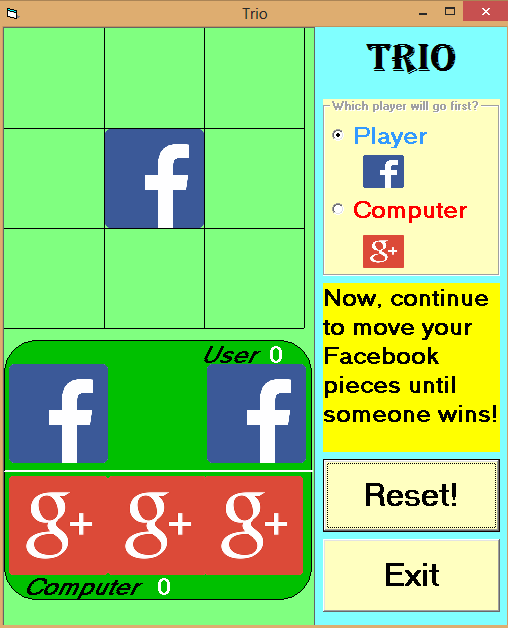 Trio
TRIO
Which player will go first?
Player
f
Computer
g+
f
Now, continue
to move your
Facebook
pieces until
someone wins!
User 0
f
f
g+
g+
g+
Computer 0
Reset!
Exit